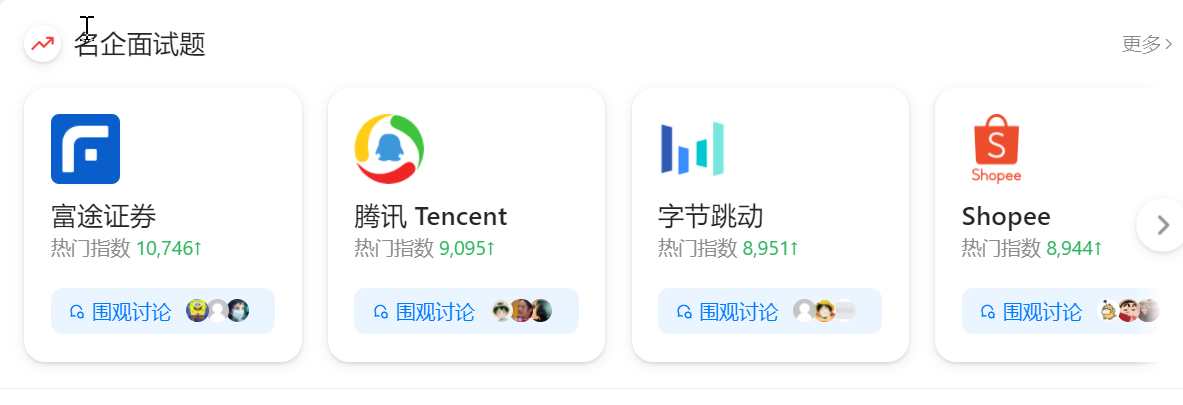 名企面试题
更多
富途证券
热门指数 10,746↑
围观讨论
腾讯 Tencent
热门指数 9,095↑
围观讨论
字节跳动
热门指数 8,951↑
围观讨论
Shopee
Shopee
热门指数 8,944↑
围观讨论